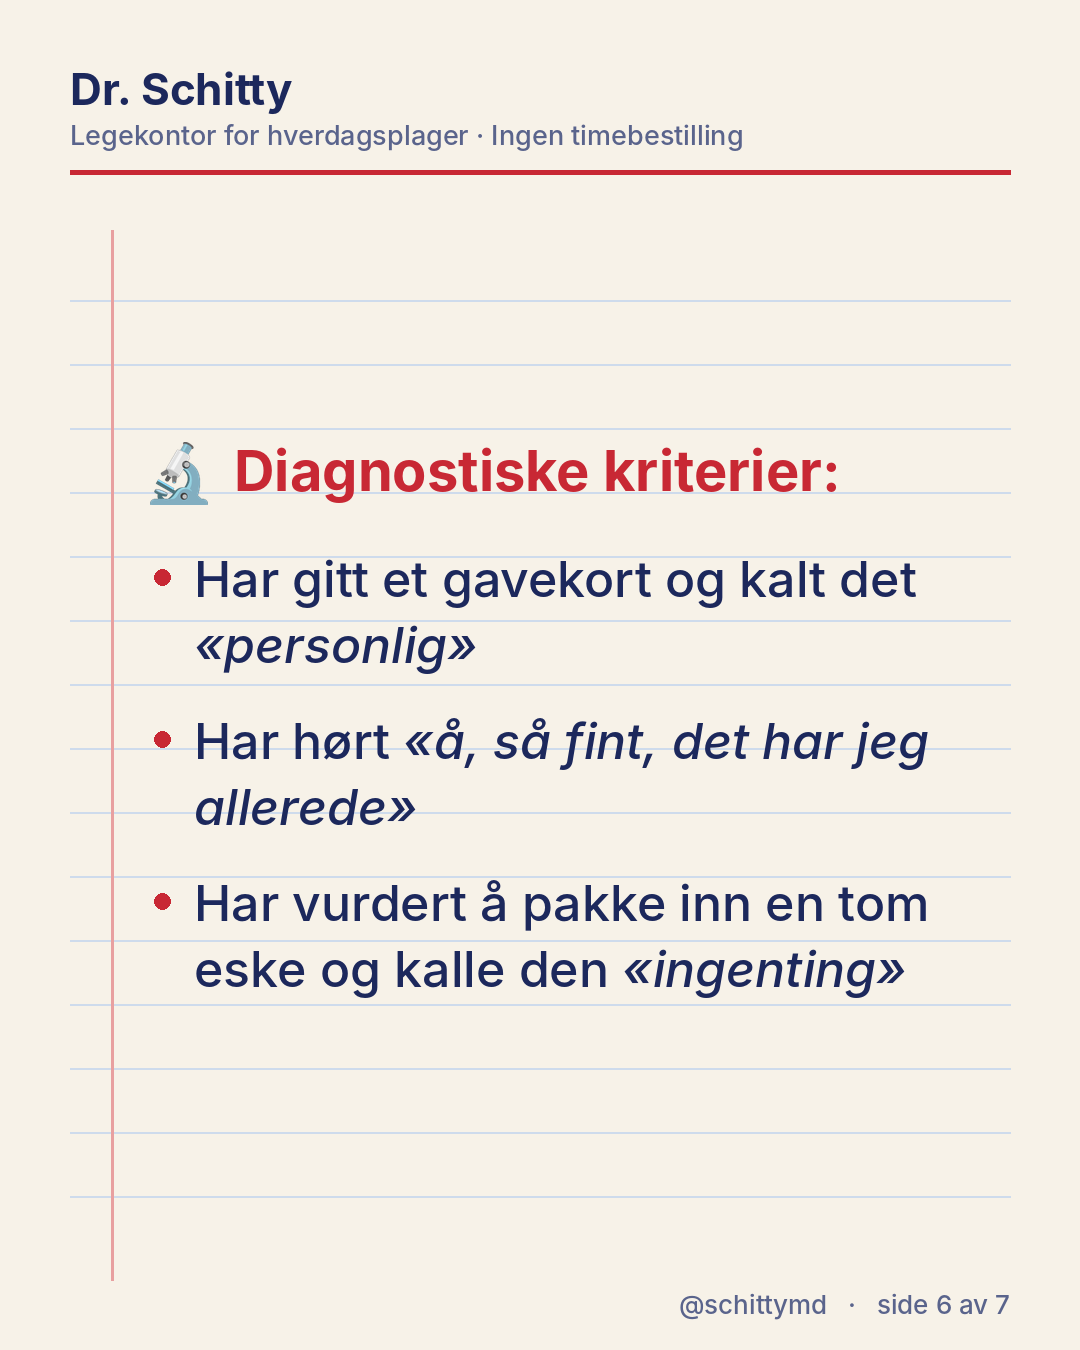 Dr. Schitty
Legekontor for hverdagsplager · Ingen timebestilling
🔬 Diagnostiske kriterier:
• Har gitt et gavekort og kalt det
«personlig»
• Har hørt «å, så fint, det har jeg
allerede»
• Har vurdert å pakke inn en tom
eske og kalle den «ingenting»
@schittymd · side 6 av 7